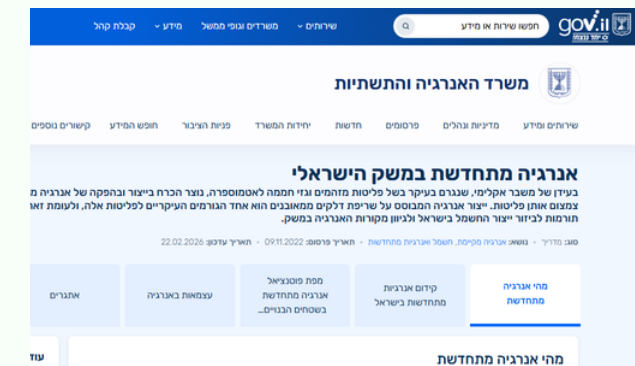 gov.il
חפשו שירות או מידע
שירותים
משרדים וגופי ממשל
מידע
קבלת קהל
משרד האנרגיה והתשתיות
שירותים ומידע
מדיניות ונהלים
פרסומים
חדשות
יחידות המשרד
פניות הציבור
חופש המידע
קישורים נוספים
אנרגיה מתחדשת במשק הישראלי
בעידן של משבר אקלימי, שנגרם בעיקר בשל פליטות מזהמים וגזי חממה לאטמוספרה, נוצר הכרח בייצור ובהפקה של אנרגיה
צמצום אותן פליטות. ייצור אנרגיה המבוסס על שריפת דלקים ממאובנים הוא אחד הגורמים העיקריים לפליטות אלה, ולעומת זאת
תורמות לביזור ייצור החשמל בישראל ולגיוון מקורות האנרגיה במשק.
סוג: מדריך · נושא: אנרגיה מקיימת, חשמל ואנרגיות מתחדשות · תאריך פרסום: 09.11.2022 · תאריך עדכון: 22.02.2026
מהי אנרגיה
מתחדשת
קידום אנרגיות
מתחדשות בישראל
מפת פוטנציאל
אנרגיה מתחדשת
בשטחים הבנויים...
עצמאות באנרגיה
אתגרים
מהי אנרגיה מתחדשת